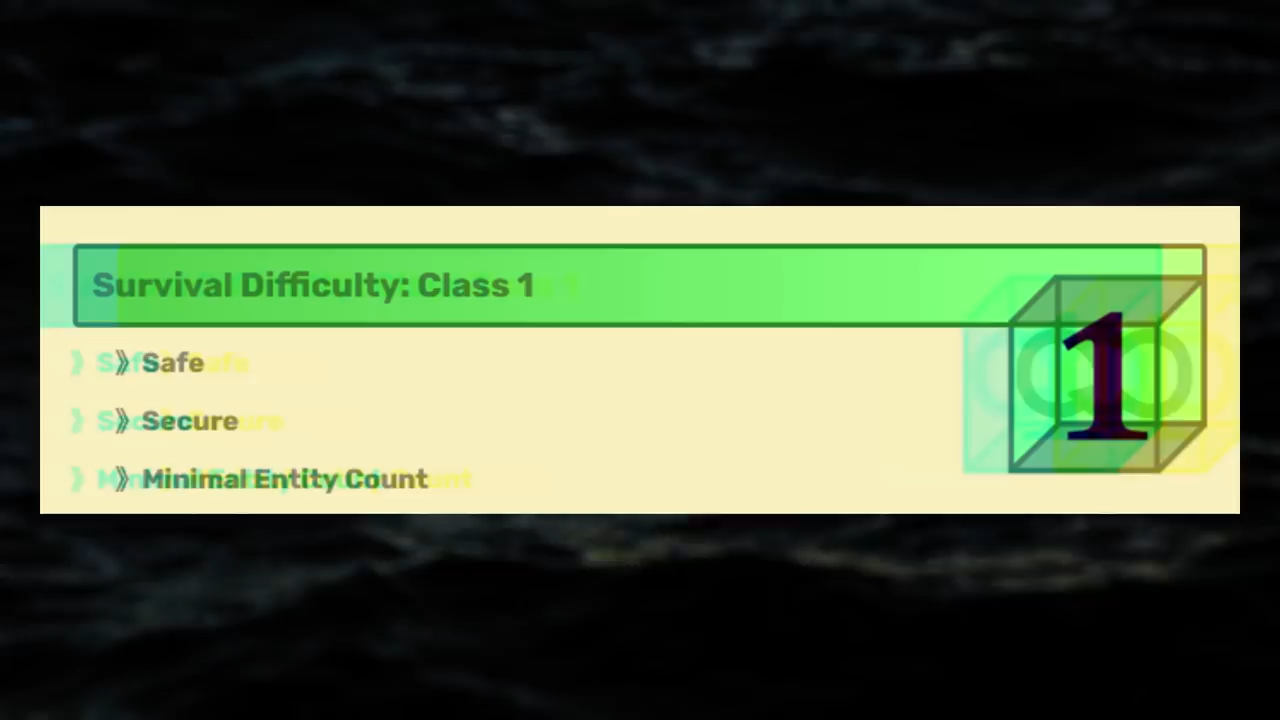 Survival Difficulty: Class 1
》 Safe
》 Secure
》 Minimal Entity Count
1